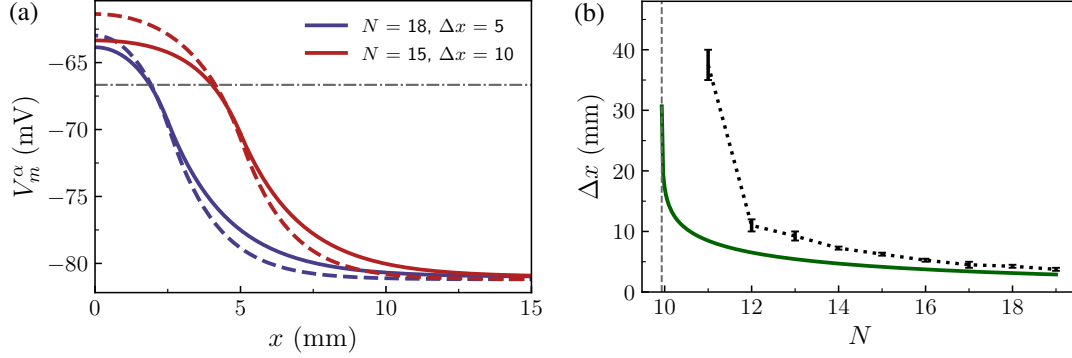 (a)
N = 18, Δx = 5
N = 15, Δx = 10
−65
−70
−75
−80
V_m^α (mV)
0
5
10
15
x (mm)
(b)
40
30
20
10
0
Δx (mm)
10
12
14
16
18
N